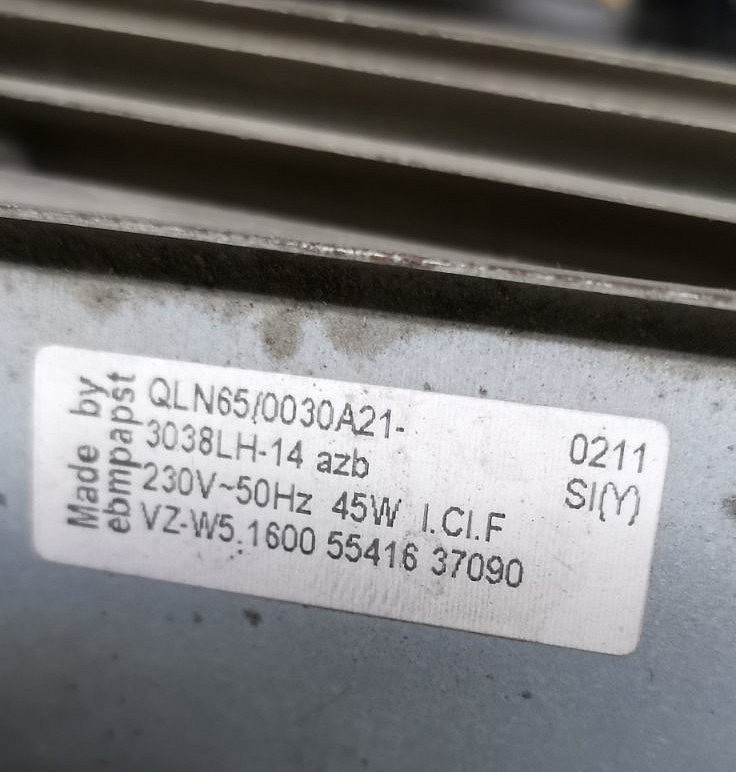 Made by
ebmpapst
QLN65/0030A21-
3038LH-14 azb
230V~50Hz 45W I.Cl.F
VZ-W5.1600 55416 37090
0211
SI(Y)